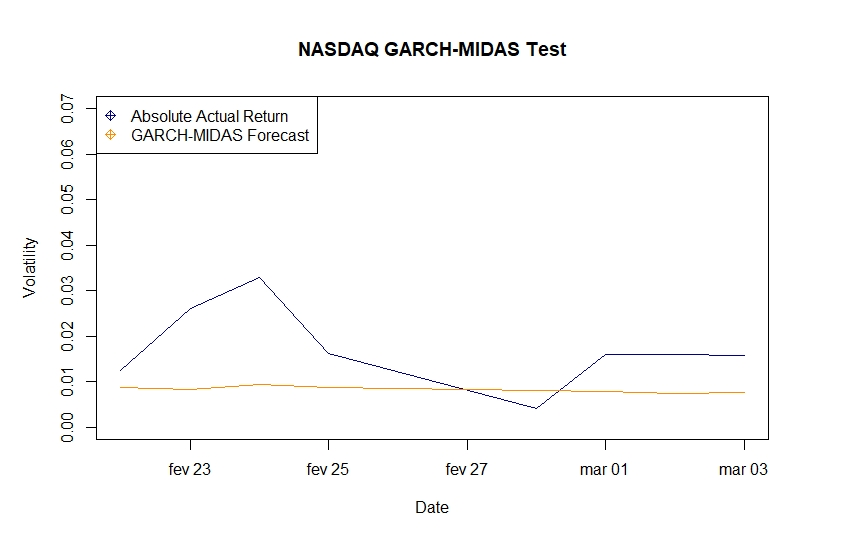 NASDAQ GARCH-MIDAS Test
Absolute Actual Return
GARCH-MIDAS Forecast
0.07
0.06
0.05
0.04
0.03
0.02
0.01
0.00
Volatility
fev 23 fev 25 fev 27 mar 01 mar 03
Date